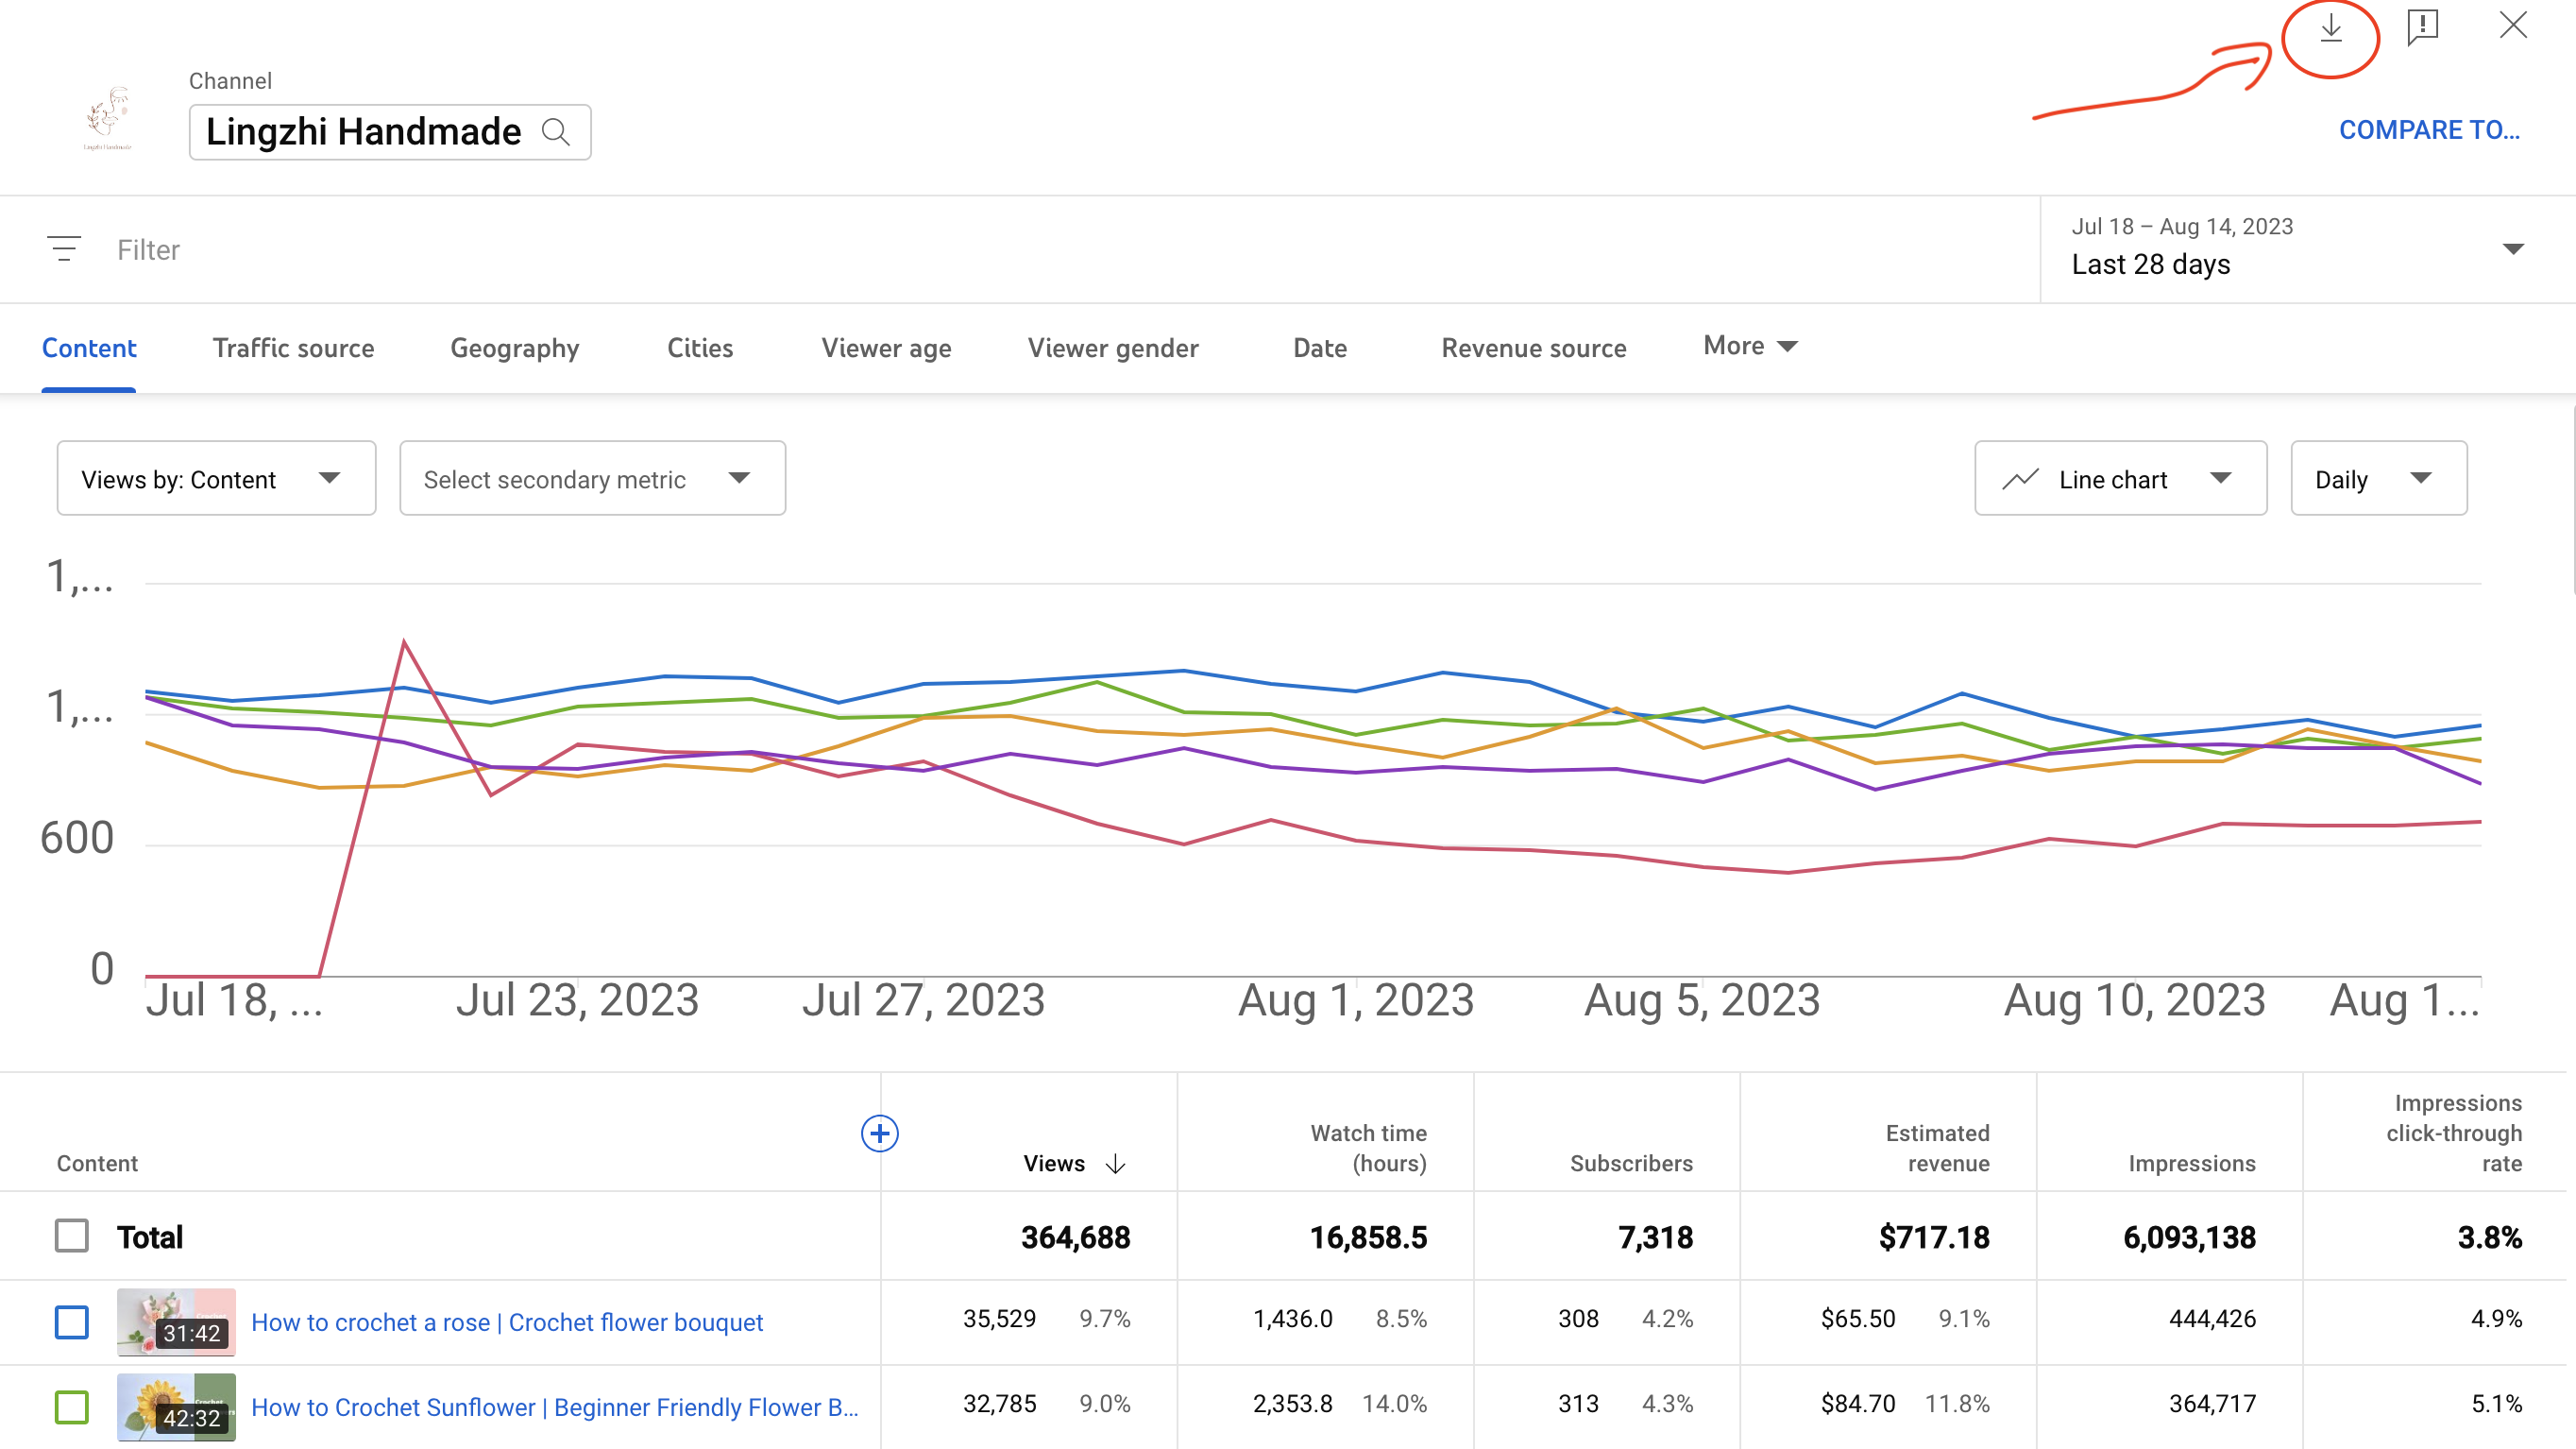 Channel
Lingzhi Handmade
Lingzhi Handmade
COMPARE TO...
Filter
Jul 18 – Aug 14, 2023
Last 28 days
Content Traffic source Geography Cities Viewer age Viewer gender Date Revenue source More
Views by: Content Select secondary metric Line chart Daily
1,...
1,...
600
0
Jul 18, ... Jul 23, 2023 Jul 27, 2023 Aug 1, 2023 Aug 5, 2023 Aug 10, 2023 Aug 1...
Content Views Watch time (hours) Subscribers Estimated revenue Impressions Impressions click-through rate
Total 364,688 16,858.5 7,318 $717.18 6,093,138 3.8%
31:42 How to crochet a rose | Crochet flower bouquet 35,529 9.7% 1,436.0 8.5% 308 4.2% $65.50 9.1% 444,426 4.9%
42:32 How to Crochet Sunflower | Beginner Friendly Flower B... 32,785 9.0% 2,353.8 14.0% 313 4.3% $84.70 11.8% 364,717 5.1%